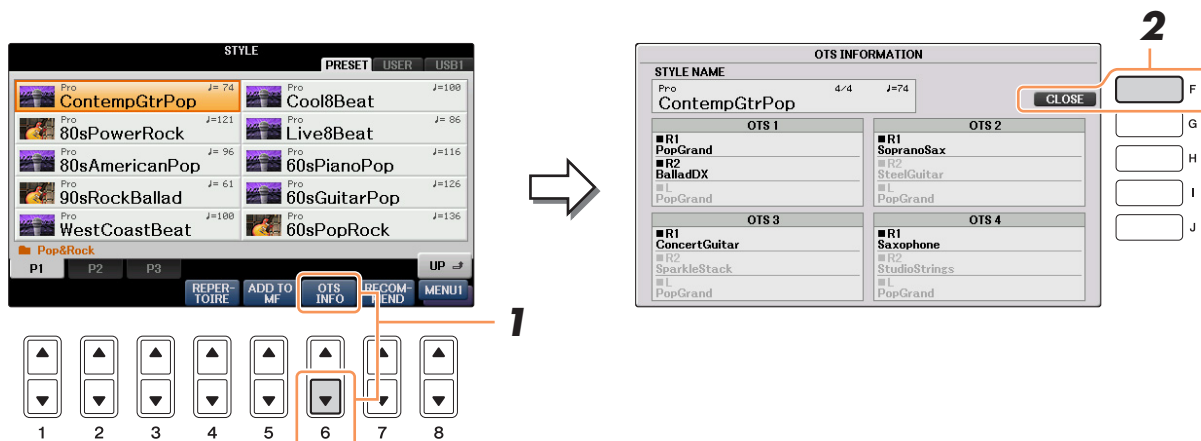 STYLE
PRESET USER USB1
Pro ♩= 74
ContempGtrPop
Pro ♩=100
Cool8Beat
Pro ♩=121
80sPowerRock
Pro ♩= 86
Live8Beat
Pro ♩= 96
80sAmericanPop
Pro ♩=116
60sPianoPop
Pro ♩= 61
90sRockBallad
Pro ♩=126
60sGuitarPop
Pro ♩=100
WestCoastBeat
Pro ♩=136
60sPopRock
Pop&Rock
P1 P2 P3 UP
REPER-
TOIRE
ADD TO
MF
OTS
INFO
RECOM-
MEND
MENU1
1
1 2 3 4 5 6 7 8
2
OTS INFORMATION
STYLE NAME
Pro 4/4 ♩=74
ContempGtrPop
CLOSE
OTS 1
R1
PopGrand
R2
BalladDX
L
PopGrand
OTS 2
R1
SopranoSax
R2
SteelGuitar
L
PopGrand
OTS 3
R1
ConcertGuitar
R2
SparkleStack
L
PopGrand
OTS 4
R1
Saxophone
R2
StudioStrings
L
PopGrand
F
G
H
I
J